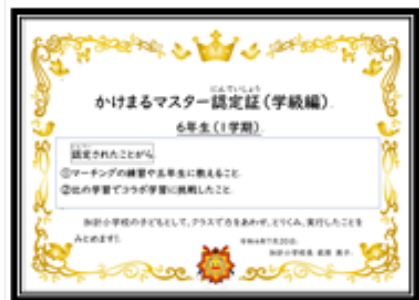 にんていしょう
かけまるマスター認定証(学級編)
6年生(1学期)
認定されたことがら
①マーチングの練習や五年生に教えること
②比の学習でコラボ学習に挑戦したこと
加計小学校の子どもとして、クラスで力をあわせ、とりくみ、実行したことを
みとめます!
令和4年7月20日
加計小学校長